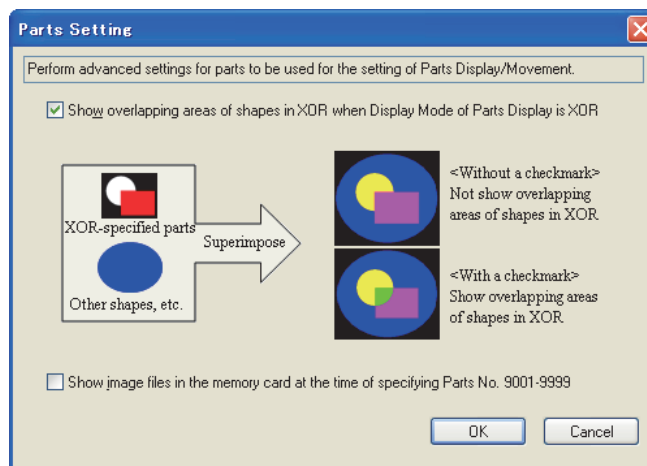 Parts Setting
Perform advanced settings for parts to be used for the setting of Parts Display/Movement.
Show overlapping areas of shapes in XOR when Display Mode of Parts Display is XOR
XOR-specified parts
Other shapes, etc.
Superimpose
<Without a checkmark>
Not show overlapping
areas of shapes in XOR
<With a checkmark>
Show overlapping areas
of shapes in XOR
Show image files in the memory card at the time of specifying Parts No. 9001-9999
OK
Cancel